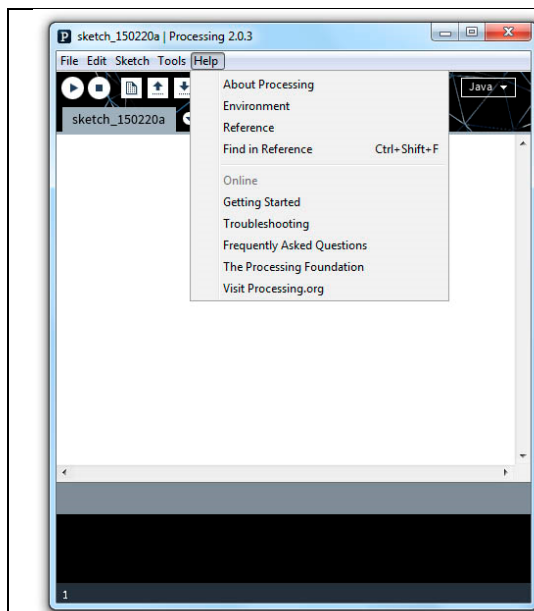 P sketch_150220a | Processing 2.0.3
File Edit Sketch Tools Help
Java
sketch_150220a
About Processing
Environment
Reference
Find in Reference Ctrl+Shift+F
Online
Getting Started
Troubleshooting
Frequently Asked Questions
The Processing Foundation
Visit Processing.org
1